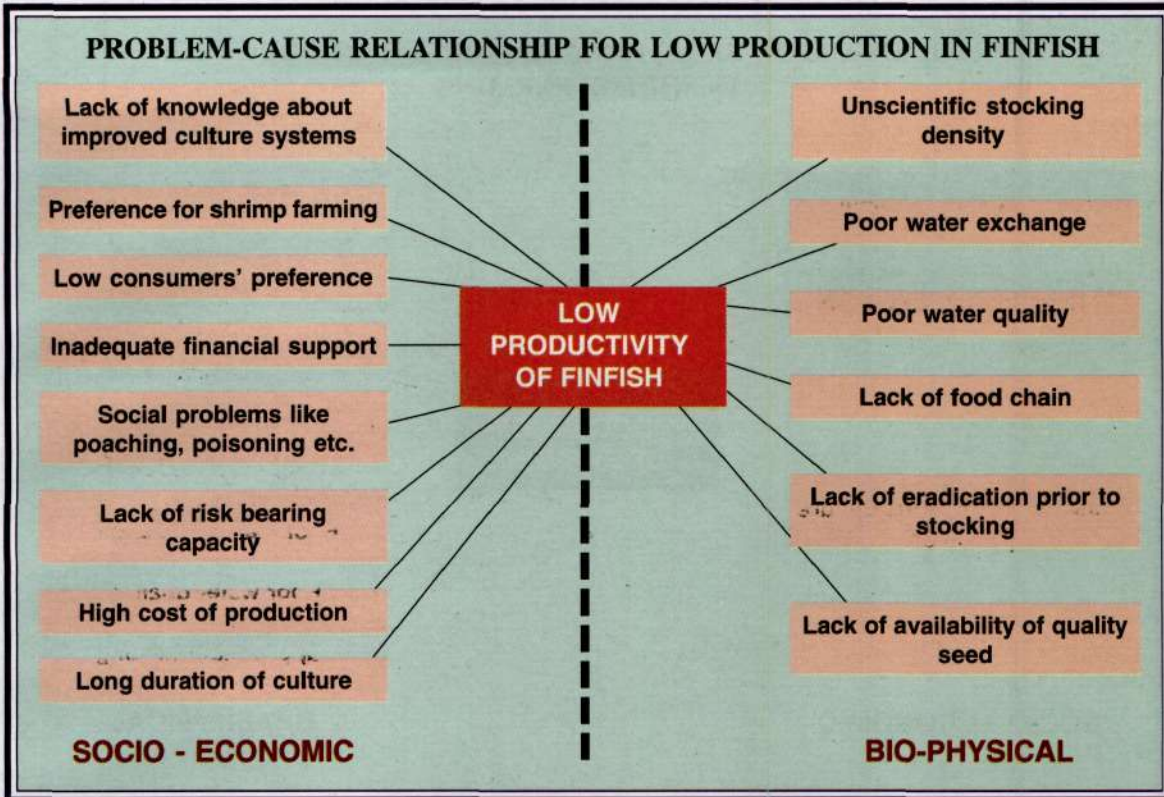 PROBLEM-CAUSE RELATIONSHIP FOR LOW PRODUCTION IN FINFISH
Lack of knowledge about
improved culture systems
Preference for shrimp farming
Low consumers' preference
Inadequate financial support
Social problems like
poaching, poisoning etc.
Lack of risk bearing
capacity
High cost of production
Long duration of culture
SOCIO - ECONOMIC
LOW
PRODUCTIVITY
OF FINFISH
Unscientific stocking
density
Poor water exchange
Poor water quality
Lack of food chain
Lack of eradication prior to
stocking
Lack of availability of quality
seed
BIO-PHYSICAL